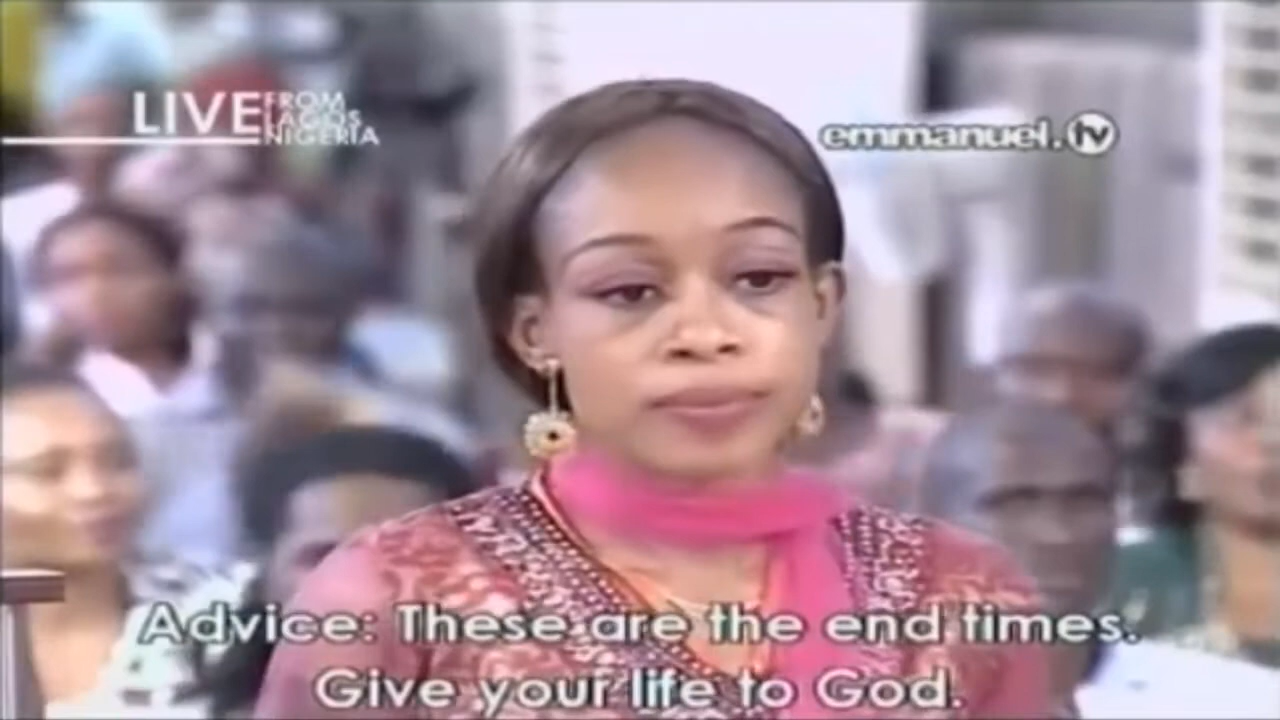 LIVE FROM
LAGOS
NIGERIA
emmanuel.tv
Advice: These are the end times.
Give your life to God.